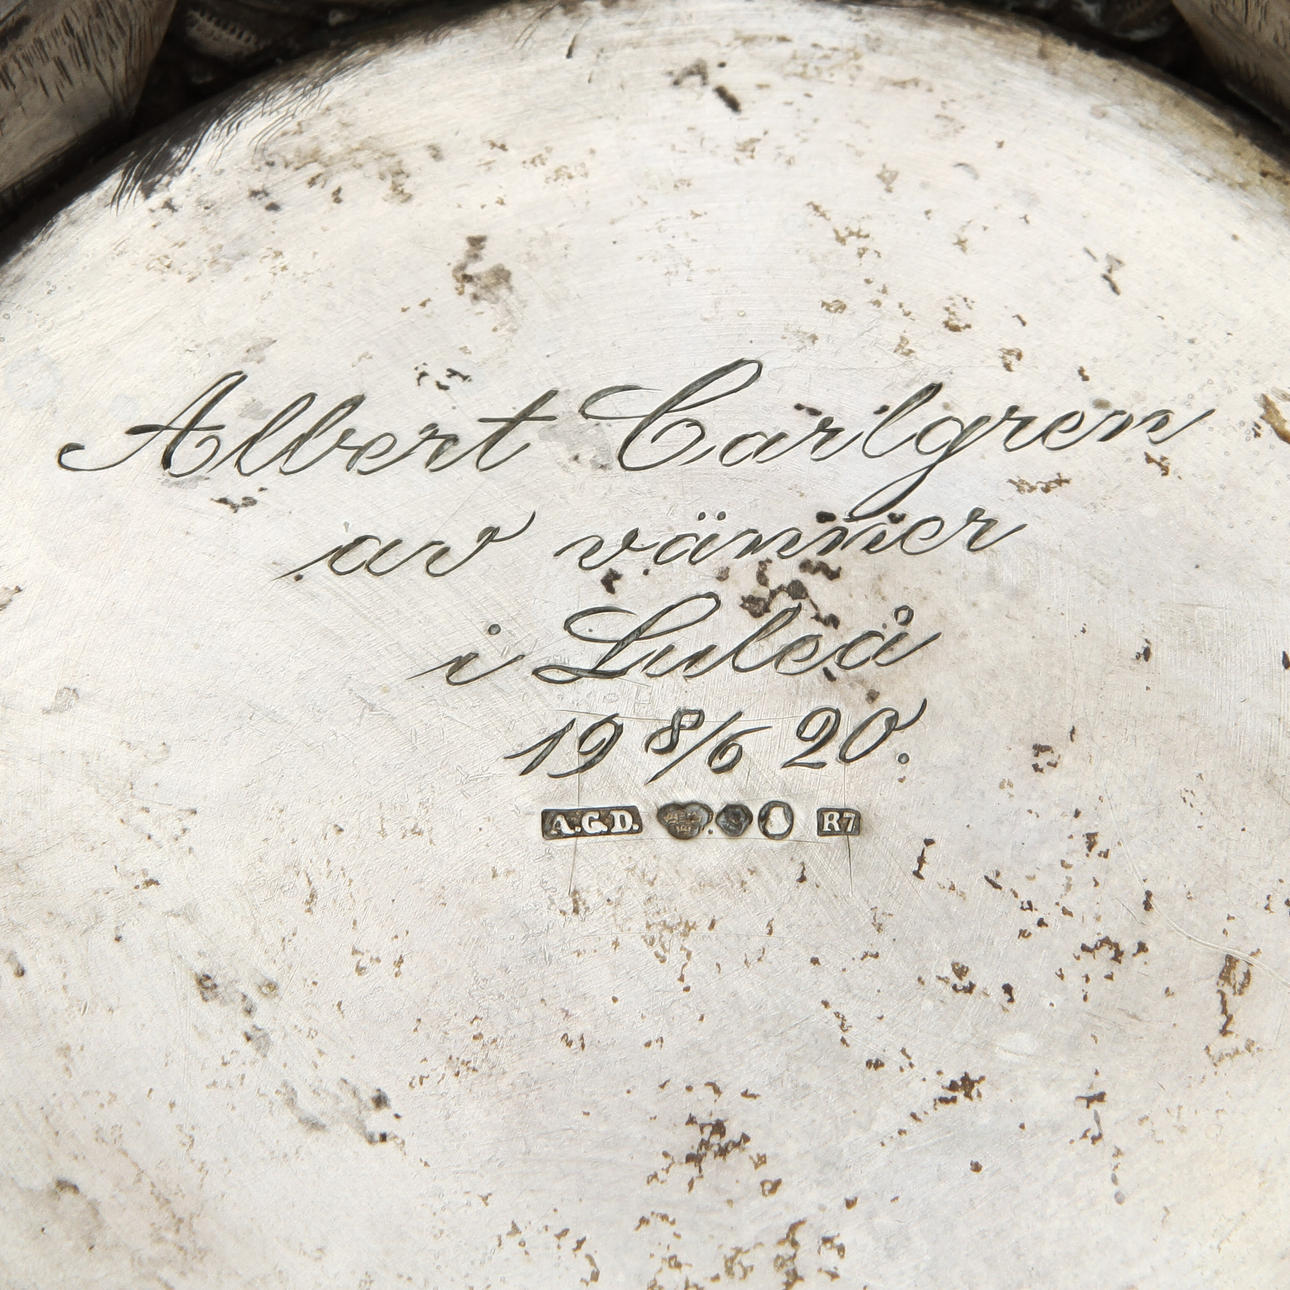 Albert Carlgren
av vänner
i Luleå
19 8/6 20.
A.G.D. R7